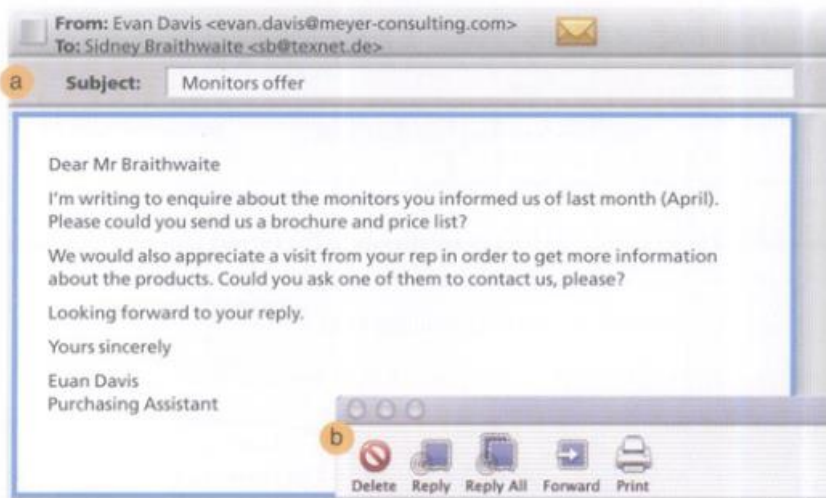 From: Evan Davis <evan.davis@meyer-consulting.com>
To: Sidney Braithwaite <sb@texnet.de>
a
Subject: Monitors offer
Dear Mr Braithwaite
I'm writing to enquire about the monitors you informed us of last month (April).
Please could you send us a brochure and price list?
We would also appreciate a visit from your rep in order to get more information
about the products. Could you ask one of them to contact us, please?
Looking forward to your reply.
Yours sincerely
Euan Davis
Purchasing Assistant
b
Delete Reply Reply All Forward Print